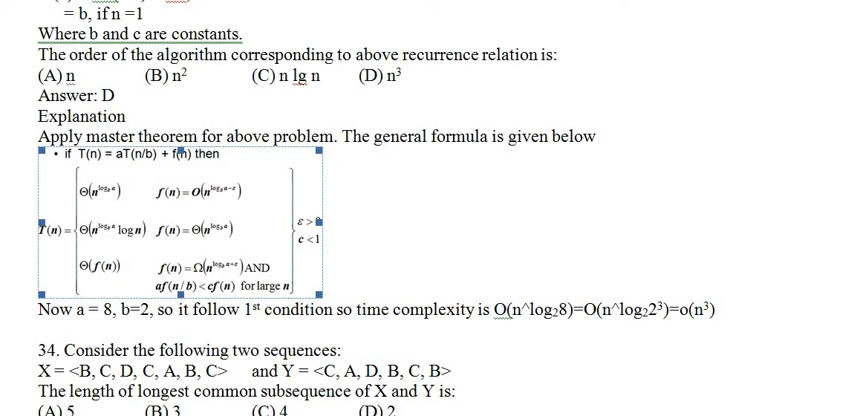 = b, if n =1
Where b and c are constants.
The order of the algorithm corresponding to above recurrence relation is:
(A) n (B) n² (C) n lg n (D) n³
Answer: D
Explanation
Apply master theorem for above problem. The general formula is given below
• if T(n) = aT(n/b) + f(n) then
Θ(n^(log_b a)) f(n) = O(n^(log_b a−ε))
T(n) = { Θ(n^(log_b a) log n) f(n) = Θ(n^(log_b a)) } ε > 0
c < 1
Θ(f(n)) f(n) = Ω(n^(log_b a+ε)) AND
af(n/b) < cf(n) for large n
Now a = 8, b=2, so it follow 1ˢᵗ condition so time complexity is O(n^log₂8)=O(n^log₂2³)=o(n³)
34. Consider the following two sequences:
X = <B, C, D, C, A, B, C> and Y = <C, A, D, B, C, B>
The length of longest common subsequence of X and Y is:
(A) 5 (B) 3 (C) 4 (D) 2